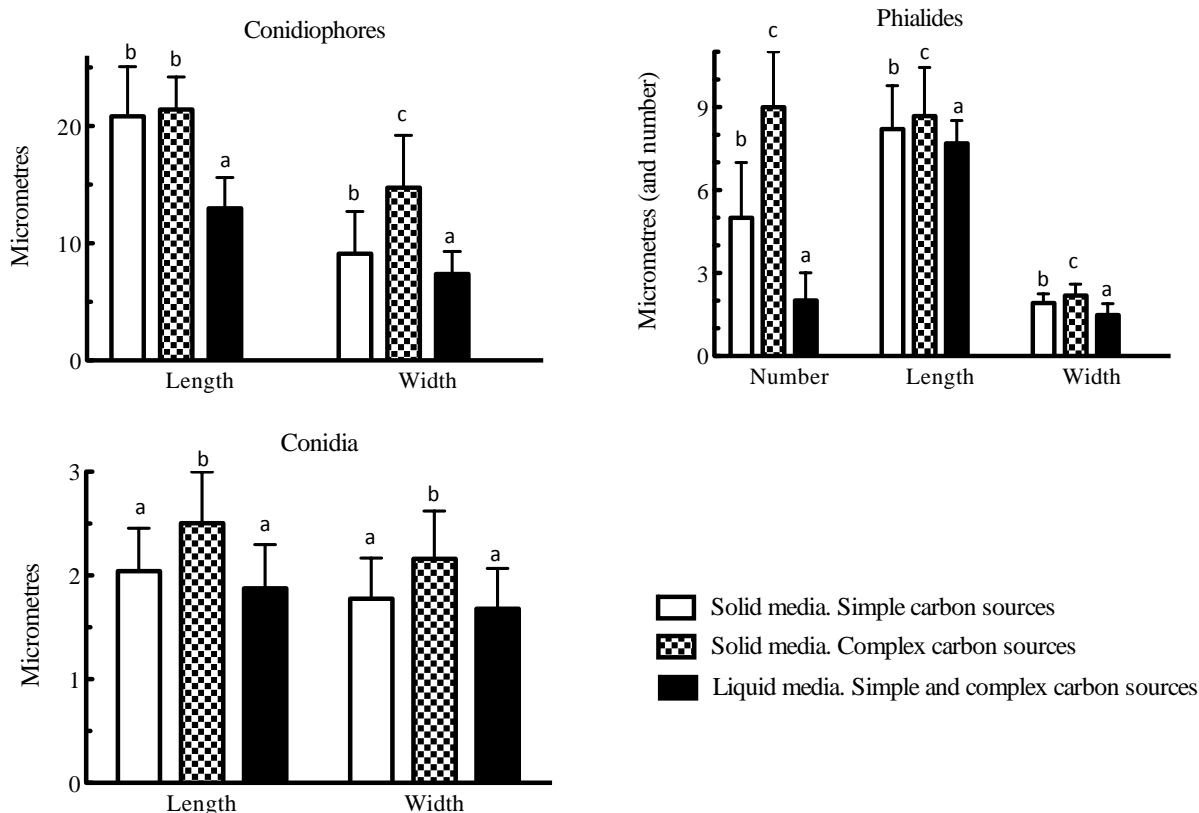 Conidiophores
Micrometres
20
10
0
b b a
b c a
Length Width
Phialides
Micrometres (and number)
9
6
3
0
b c a
b c a
b c a
Number Length Width
Conidia
Micrometres
3
2
1
0
a b a
a b a
Length Width
Solid media. Simple carbon sources
Solid media. Complex carbon sources
Liquid media. Simple and complex carbon sources